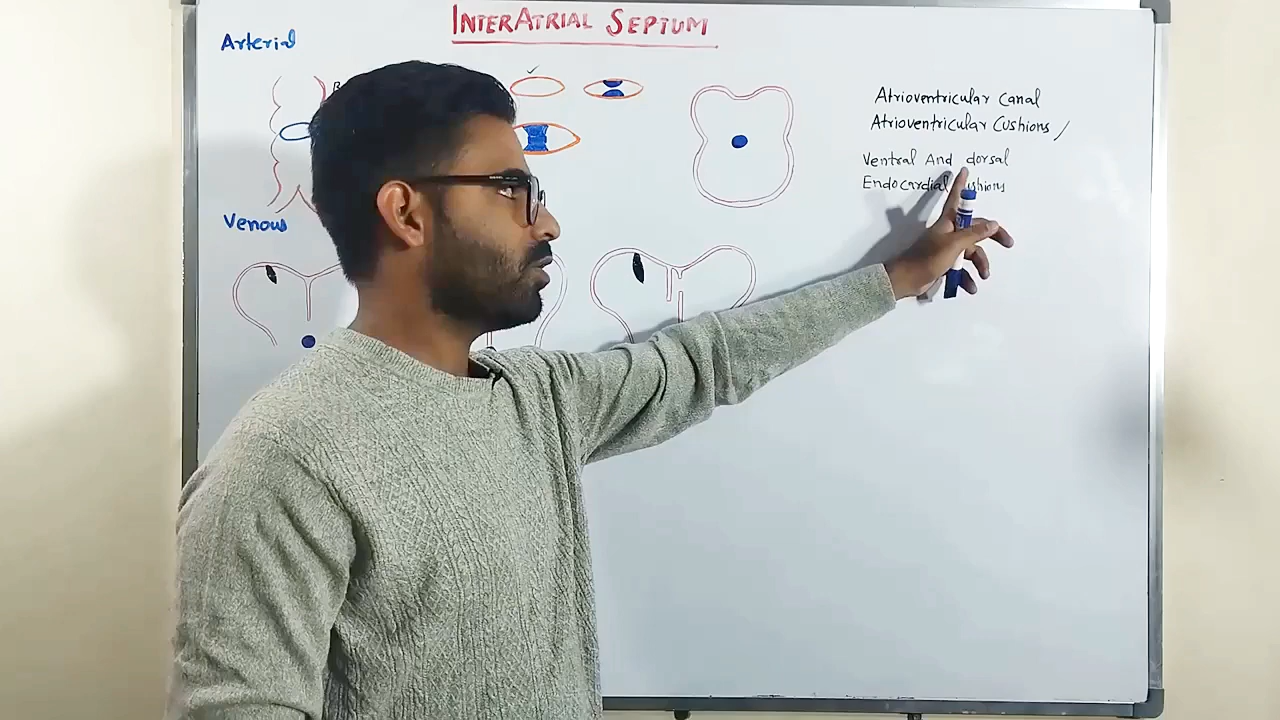 INTERATRIAL SEPTUM
Arterial
Atrioventricular Canal
Atrioventricular Cushions /
Ventral And dorsal
Endocardial
Venous